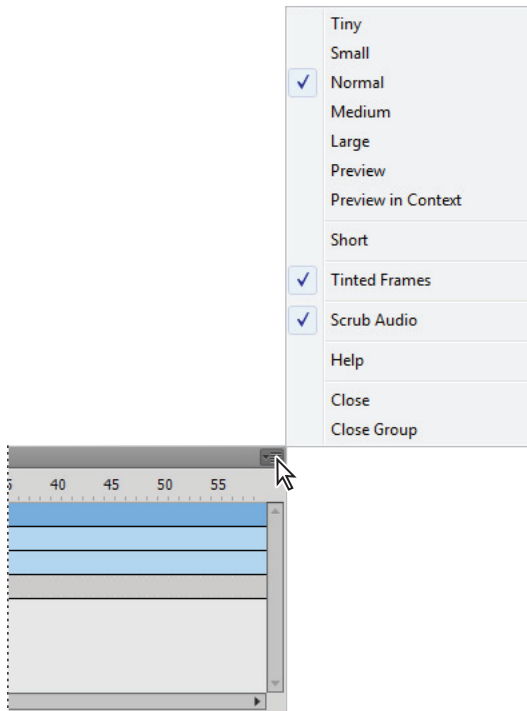 Tiny
Small
Normal
Medium
Large
Preview
Preview in Context
Short
Tinted Frames
Scrub Audio
Help
Close
Close Group
40 45 50 55